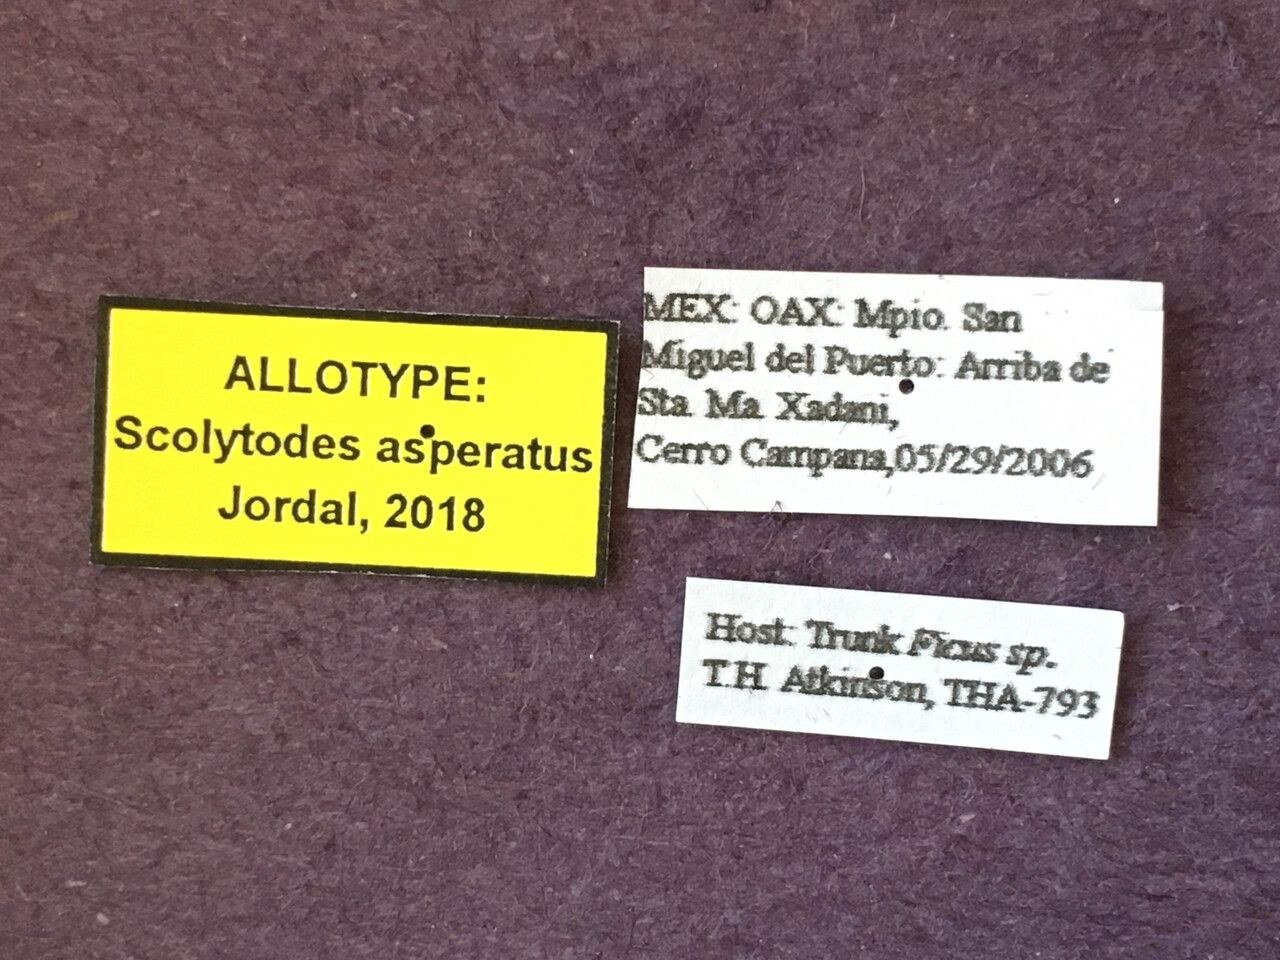 ALLOTYPE:
Scolytodes asperatus
Jordal, 2018
MEX: OAX: Mpio. San
Miguel del Puerto: Arriba de
Sta. Ma. Xadani,
Cerro Campana,05/29/2006
Host: Trunk Ficus sp.
T.H. Atkinson, THA-793